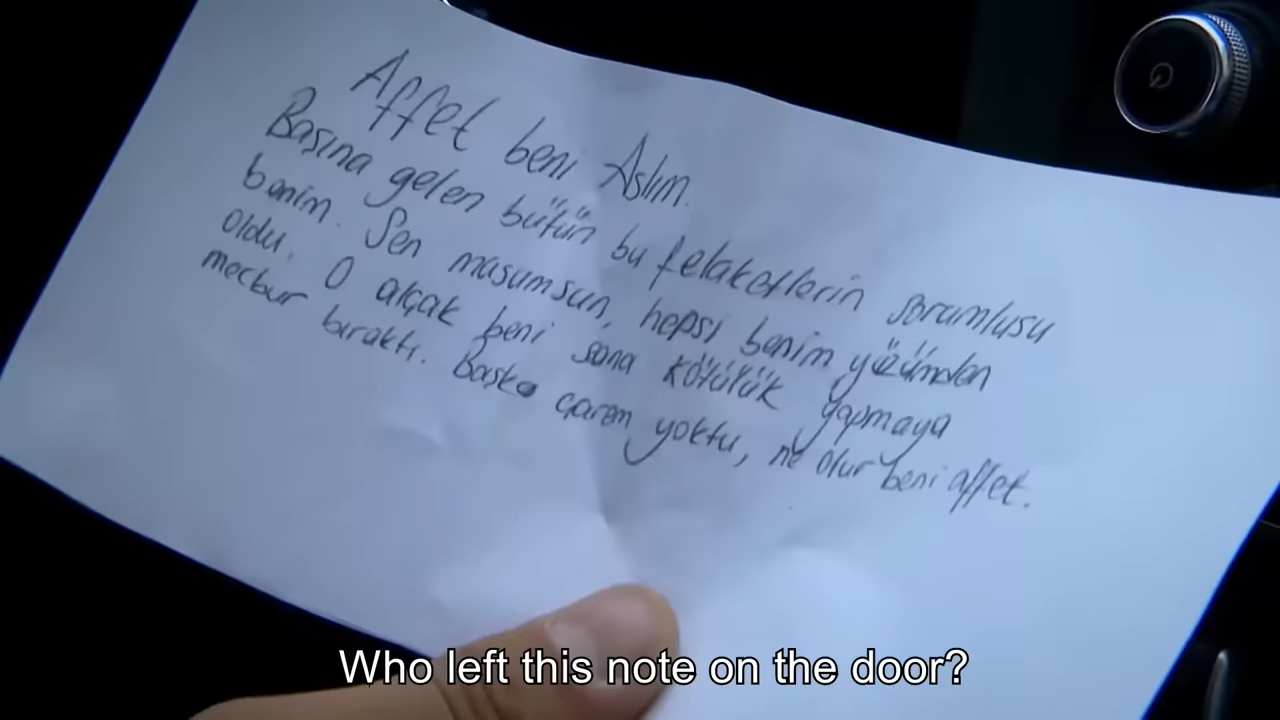 Affet beni Aslım.
Başına gelen bütün bu felaketlerin sorumlusu
benim. Sen masumsun, hepsi benim yüzümden
oldu. O alçak beni sana kötülük yapmaya
mecbur bıraktı. Başka çarem yoktu, ne olur beni affet.
Who left this note on the door?